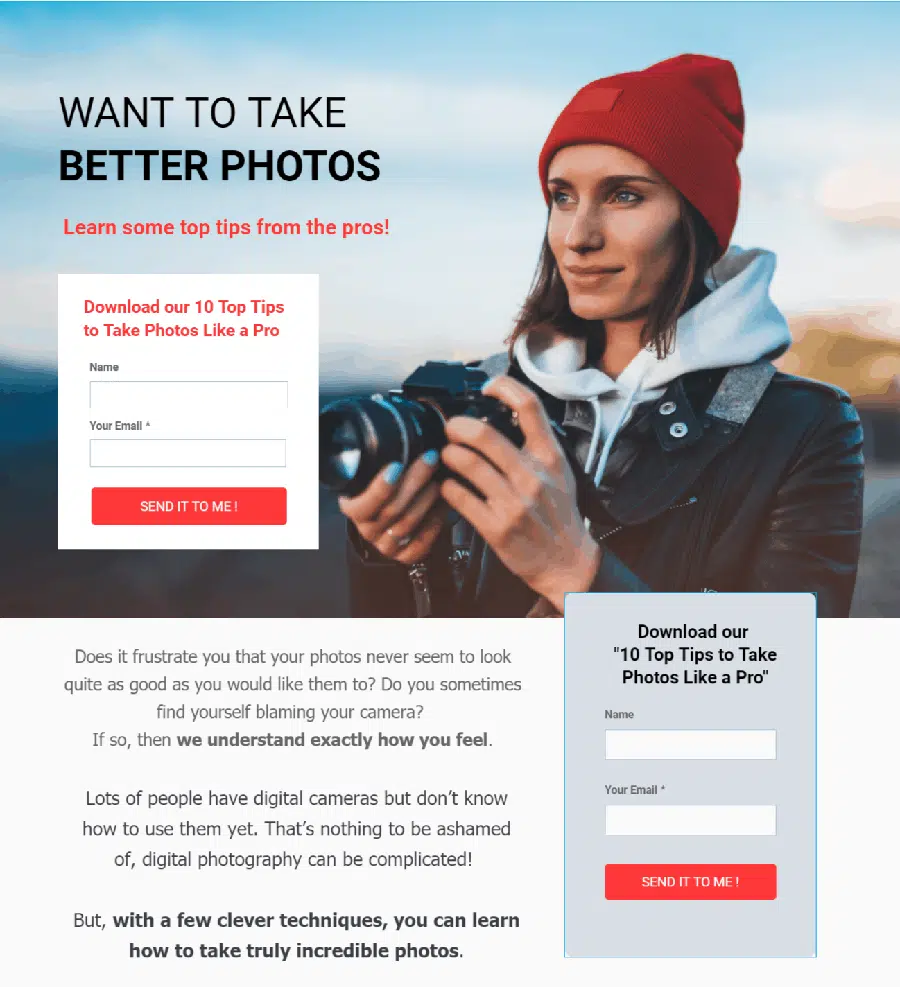 WANT TO TAKE
BETTER PHOTOS
Learn some top tips from the pros!
Download our 10 Top Tips
to Take Photos Like a Pro
Name
Your Email *
SEND IT TO ME !
Does it frustrate you that your photos never seem to look
quite as good as you would like them to? Do you sometimes
find yourself blaming your camera?
If so, then we understand exactly how you feel.
Lots of people have digital cameras but don’t know
how to use them yet. That’s nothing to be ashamed
of, digital photography can be complicated!
But, with a few clever techniques, you can learn
how to take truly incredible photos.
Download our
"10 Top Tips to Take
Photos Like a Pro"
Name
Your Email *
SEND IT TO ME !